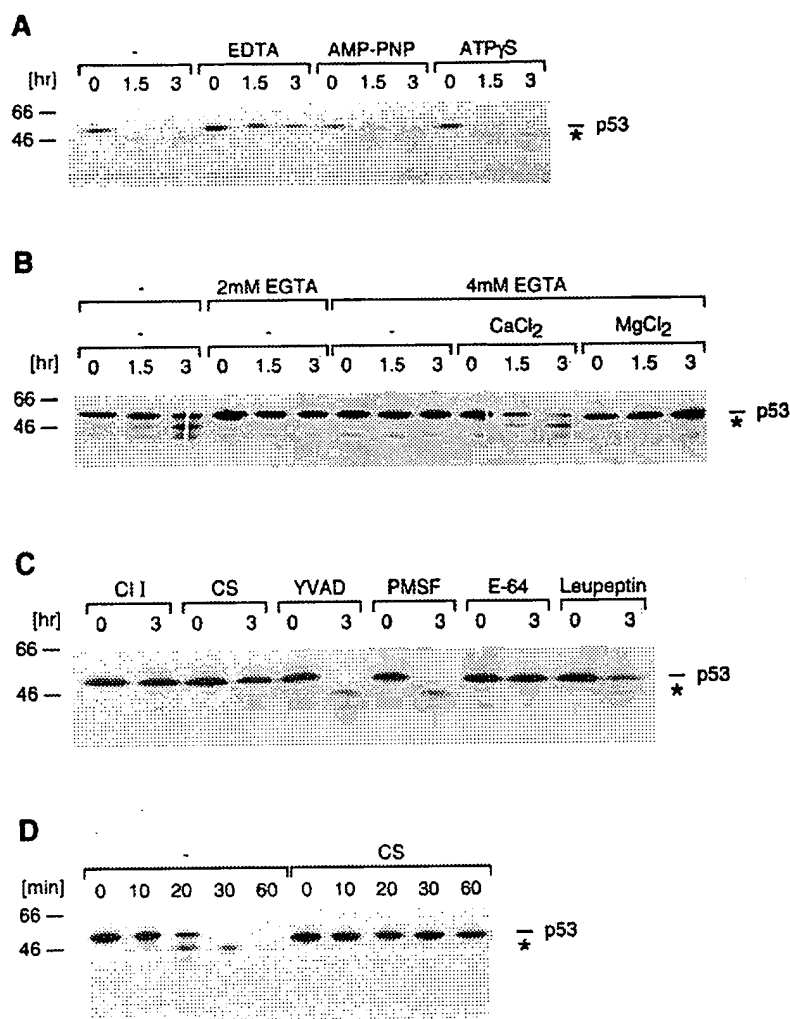 A
- EDTA AMP-PNP ATPγS
[hr] 0 1.5 3 0 1.5 3 0 1.5 3 0 1.5 3
66 —
46 —
p53
*
B
- 2mM EGTA 4mM EGTA
- - - CaCl2 MgCl2
[hr] 0 1.5 3 0 1.5 3 0 1.5 3 0 1.5 3 0 1.5 3
66 —
46 —
p53
*
C
CI I CS YVAD PMSF E-64 Leupeptin
[hr] 0 3 0 3 0 3 0 3 0 3 0 3
66 —
46 —
p53
*
D
- CS
[min] 0 10 20 30 60 0 10 20 30 60
66 —
46 —
p53
*